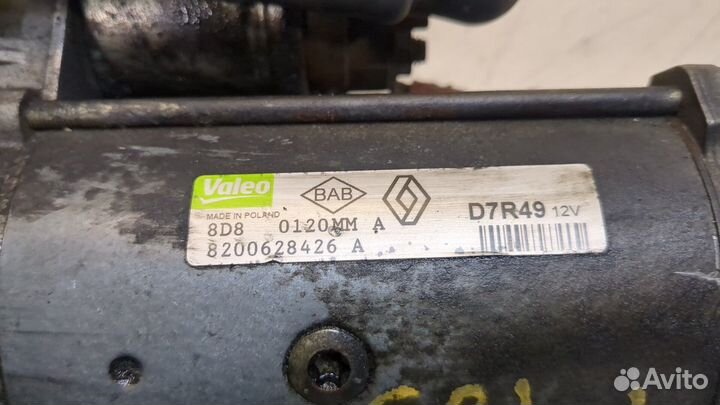 Valeo
BAB
D7R49 12V
MADE IN POLAND
8D8 0120MM A
8200628426 A
Avito